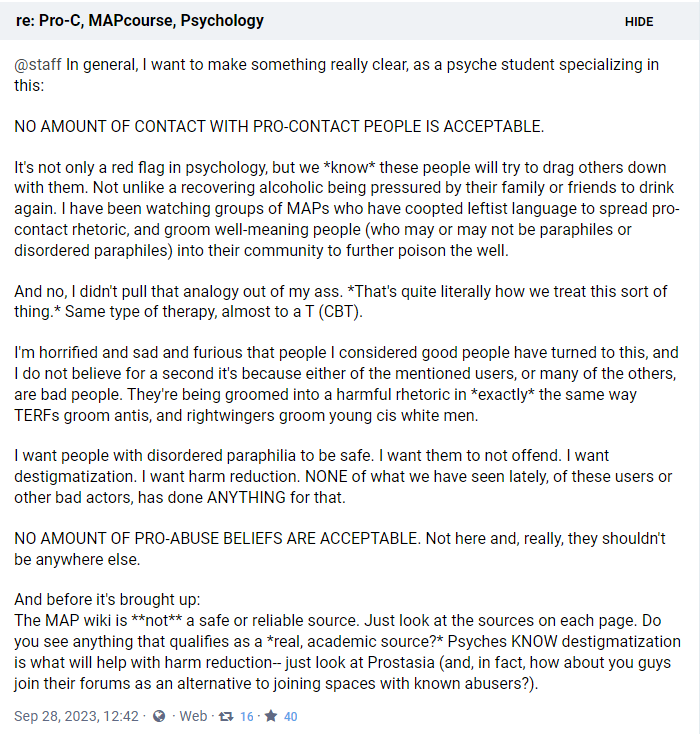 re: Pro-C, MAPcourse, Psychology
HIDE
@staff In general, I want to make something really clear, as a psyche student specializing in
this:
NO AMOUNT OF CONTACT WITH PRO-CONTACT PEOPLE IS ACCEPTABLE.
It's not only a red flag in psychology, but we *know* these people will try to drag others down
with them. Not unlike a recovering alcoholic being pressured by their family or friends to drink
again. I have been watching groups of MAPs who have coopted leftist language to spread pro-
contact rhetoric, and groom well-meaning people (who may or may not be paraphiles or
disordered paraphiles) into their community to further poison the well.
And no, I didn't pull that analogy out of my ass. *That's quite literally how we treat this sort of
thing.* Same type of therapy, almost to a T (CBT).
I'm horrified and sad and furious that people I considered good people have turned to this, and
I do not believe for a second it's because either of the mentioned users, or many of the others,
are bad people. They're being groomed into a harmful rhetoric in *exactly* the same way
TERFs groom antis, and rightwingers groom young cis white men.
I want people with disordered paraphilia to be safe. I want them to not offend. I want
destigmatization. I want harm reduction. NONE of what we have seen lately, of these users or
other bad actors, has done ANYTHING for that.
NO AMOUNT OF PRO-ABUSE BELIEFS ARE ACCEPTABLE. Not here and, really, they shouldn't
be anywhere else.
And before it's brought up:
The MAP wiki is **not** a safe or reliable source. Just look at the sources on each page. Do
you see anything that qualifies as a *real, academic source?* Psyches KNOW destigmatization
is what will help with harm reduction-- just look at Prostasia (and, in fact, how about you guys
join their forums as an alternative to joining spaces with known abusers?).
Sep 28, 2023, 12:42 · Web · 16 · 40